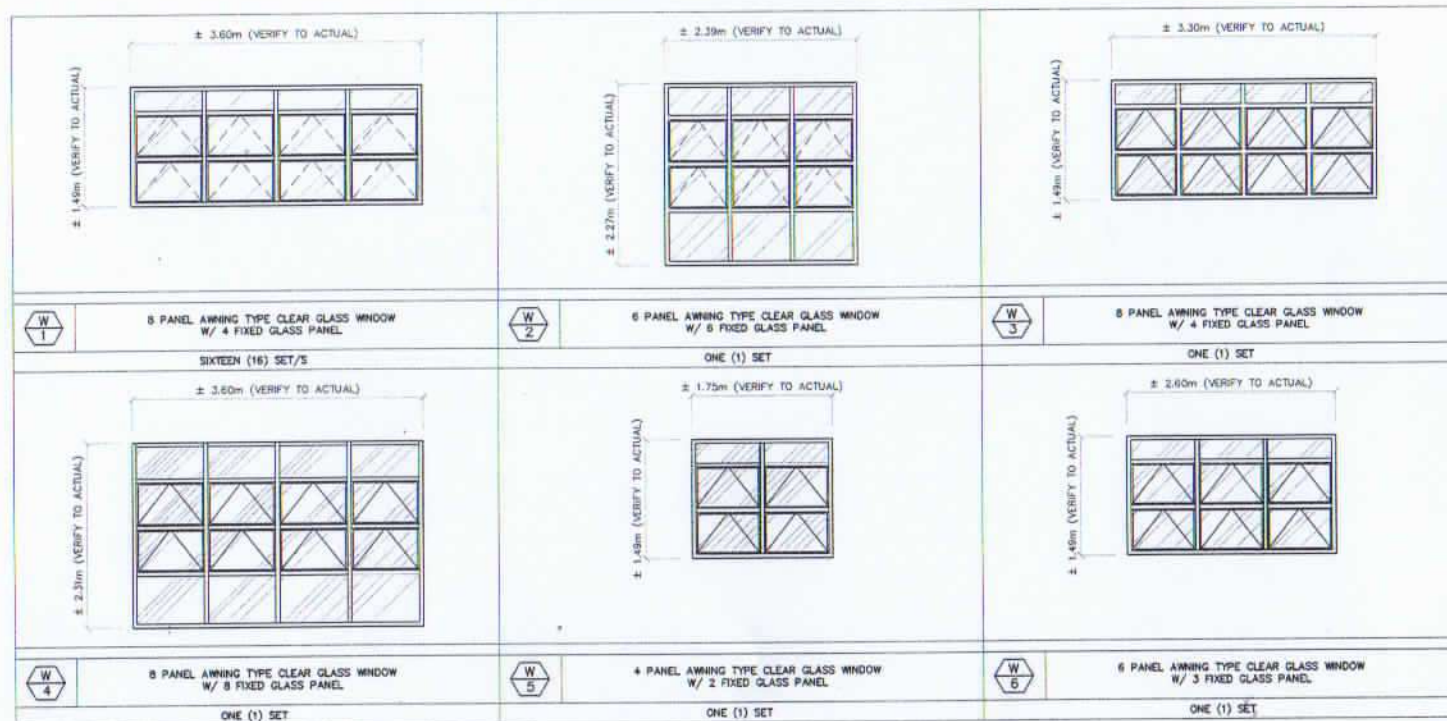 ± 3.60m (VERIFY TO ACTUAL)
± 1.49m (VERIFY TO ACTUAL)
W
1
8 PANEL AWNING TYPE CLEAR GLASS WINDOW
W/ 4 FIXED GLASS PANEL
SIXTEEN (16) SET/S
± 2.39m (VERIFY TO ACTUAL)
± 2.27m (VERIFY TO ACTUAL)
W
2
6 PANEL AWNING TYPE CLEAR GLASS WINDOW
W/ 6 FIXED GLASS PANEL
ONE (1) SET
± 3.30m (VERIFY TO ACTUAL)
± 1.49m (VERIFY TO ACTUAL)
W
3
8 PANEL AWNING TYPE CLEAR GLASS WINDOW
W/ 4 FIXED GLASS PANEL
ONE (1) SET
± 3.60m (VERIFY TO ACTUAL)
± 2.31m (VERIFY TO ACTUAL)
W
4
8 PANEL AWNING TYPE CLEAR GLASS WINDOW
W/ 8 FIXED GLASS PANEL
ONE (1) SET
± 1.75m (VERIFY TO ACTUAL)
± 1.49m (VERIFY TO ACTUAL)
W
5
4 PANEL AWNING TYPE CLEAR GLASS WINDOW
W/ 2 FIXED GLASS PANEL
ONE (1) SET
± 2.60m (VERIFY TO ACTUAL)
± 1.49m (VERIFY TO ACTUAL)
W
6
6 PANEL AWNING TYPE CLEAR GLASS WINDOW
W/ 3 FIXED GLASS PANEL
ONE (1) SET